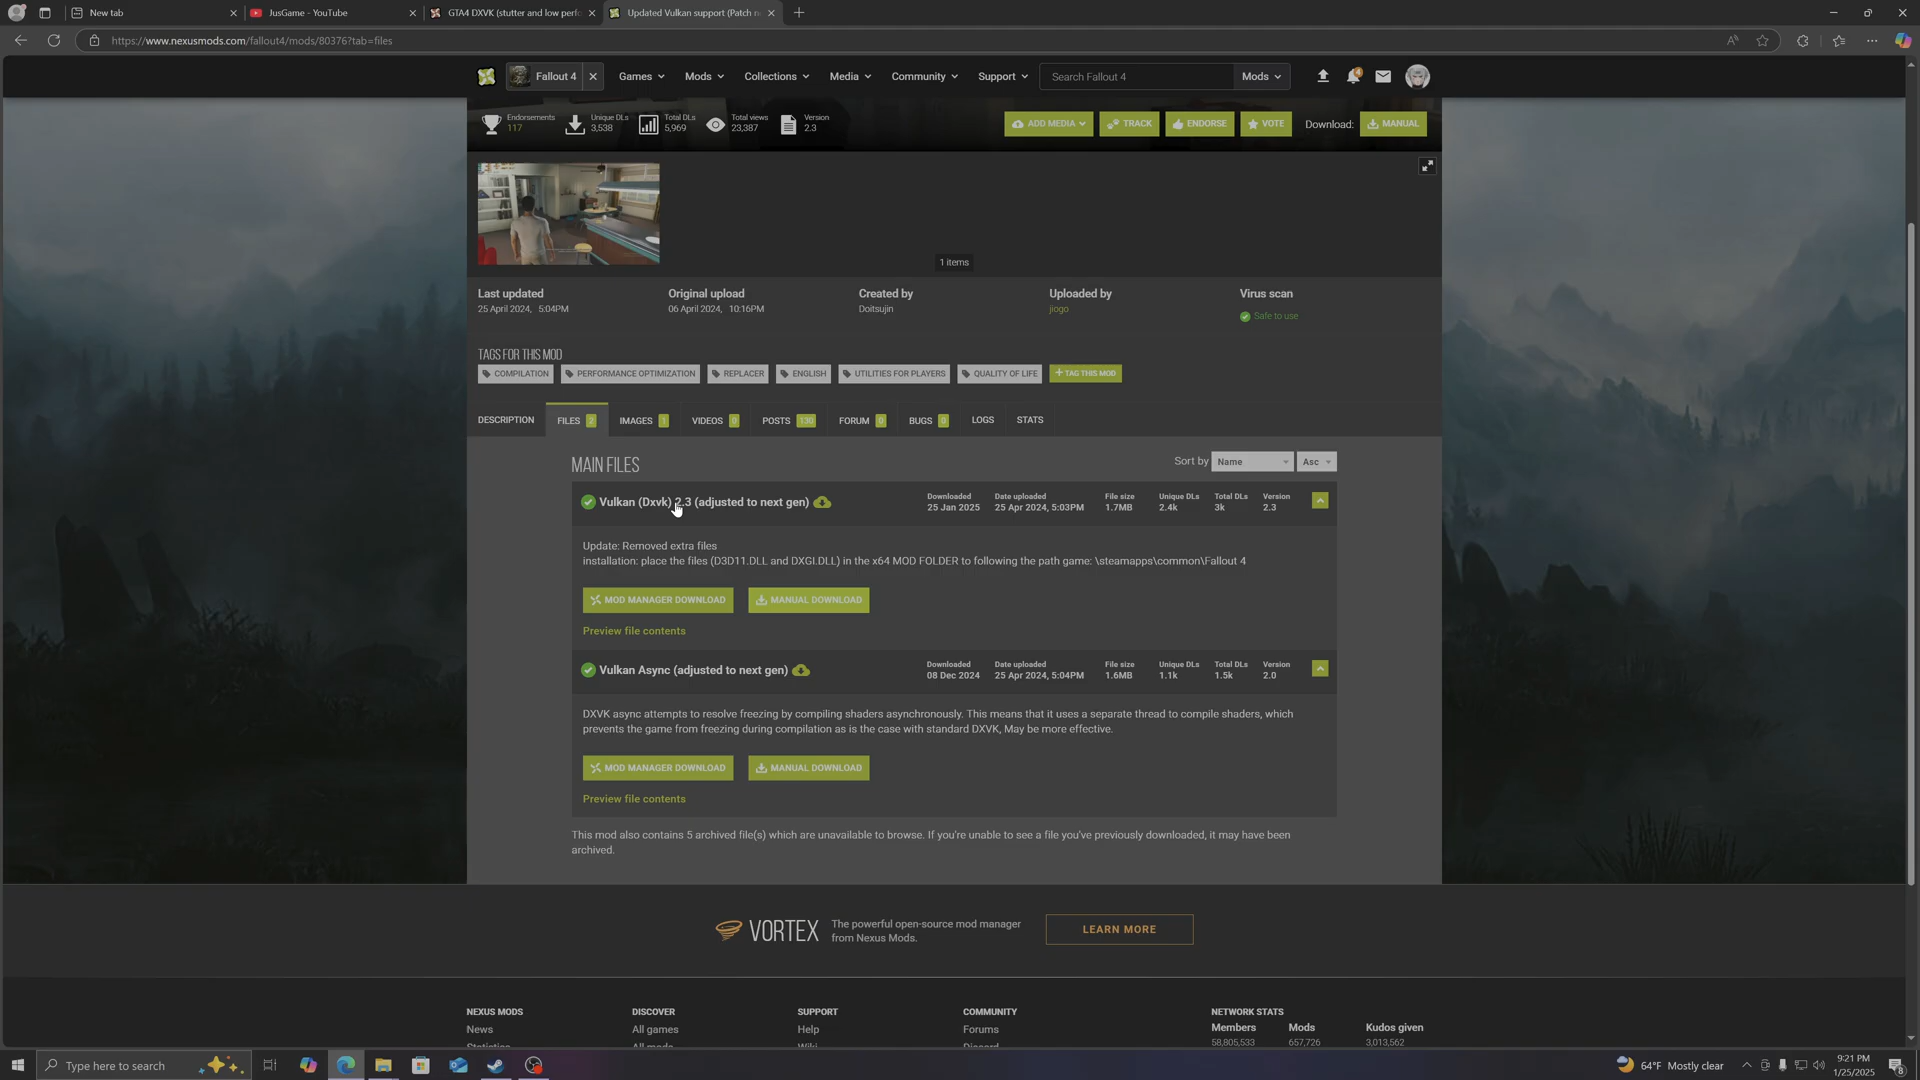 New tab
JusGame - YouTube
GTA4 DXVK (stutter and low perfo
Updated Vulkan support (Patch n
https://www.nexusmods.com/fallout4/mods/80376?tab=files
Fallout 4
Games
Mods
Collections
Media
Community
Support
Search Fallout 4
Mods
4
Endorsements
117
Unique DLs
3,538
Total DLs
5,969
Total views
23,387
Version
2.3
ADD MEDIA
TRACK
ENDORSE
VOTE
Download:
MANUAL
1 items
Last updated
25 April 2024, 5:04PM
Original upload
06 April 2024, 10:16PM
Created by
Doitsujin
Uploaded by
jiogo
Virus scan
Safe to use
TAGS FOR THIS MOD
COMPILATION
PERFORMANCE OPTIMIZATION
REPLACER
ENGLISH
UTILITIES FOR PLAYERS
QUALITY OF LIFE
+ TAG THIS MOD
DESCRIPTION
FILES 2
IMAGES 1
VIDEOS 0
POSTS 130
FORUM 0
BUGS 0
LOGS
STATS
MAIN FILES
Sort by
Name
Asc
Vulkan (Dxvk) 2.3 (adjusted to next gen)
Downloaded
25 Jan 2025
Date uploaded
25 Apr 2024, 5:03PM
File size
1.7MB
Unique DLs
2.4k
Total DLs
3k
Version
2.3
Update: Removed extra files
installation: place the files (D3D11.DLL and DXGI.DLL) in the x64 MOD FOLDER to following the path game: \steamapps\common\Fallout 4
MOD MANAGER DOWNLOAD
MANUAL DOWNLOAD
Preview file contents
Vulkan Async (adjusted to next gen)
Downloaded
08 Dec 2024
Date uploaded
25 Apr 2024, 5:04PM
File size
1.6MB
Unique DLs
1.1k
Total DLs
1.5k
Version
2.0
DXVK async attempts to resolve freezing by compiling shaders asynchronously. This means that it uses a separate thread to compile shaders, which
prevents the game from freezing during compilation as is the case with standard DXVK, May be more effective.
MOD MANAGER DOWNLOAD
MANUAL DOWNLOAD
Preview file contents
This mod also contains 5 archived file(s) which are unavailable to browse. If you're unable to see a file you've previously downloaded, it may have been
archived.
VORTEX
The powerful open-source mod manager
from Nexus Mods.
LEARN MORE
NEXUS MODS
News
Statistics
DISCOVER
All games
All mods
SUPPORT
Help
Wiki
COMMUNITY
Forums
Discord
NETWORK STATS
Members
58,805,533
Mods
657,726
Kudos given
3,013,562
Type here to search
64°F Mostly clear
9:21 PM
1/25/2025
8